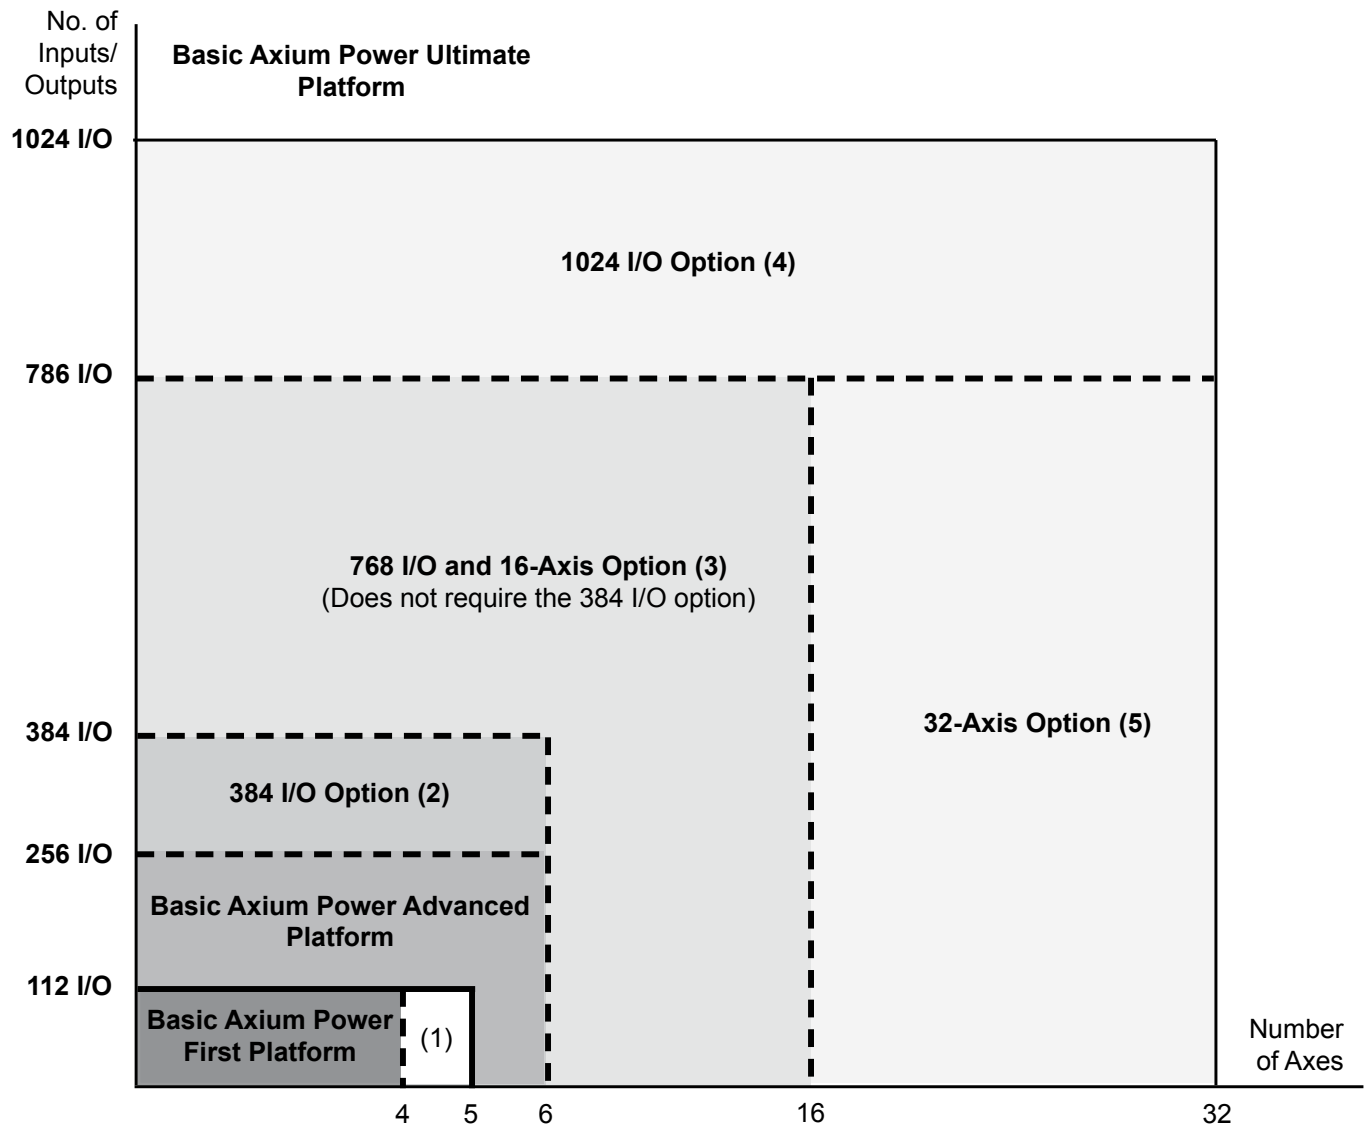 No. of
Inputs/
Outputs
Basic Axium Power Ultimate
Platform
1024 I/O
1024 I/O Option (4)
786 I/O
768 I/O and 16-Axis Option (3)
(Does not require the 384 I/O option)
32-Axis Option (5)
384 I/O
384 I/O Option (2)
256 I/O
Basic Axium Power Advanced
Platform
112 I/O
Basic Axium Power
First Platform
(1)
Number
of Axes
4
5
6
16
32